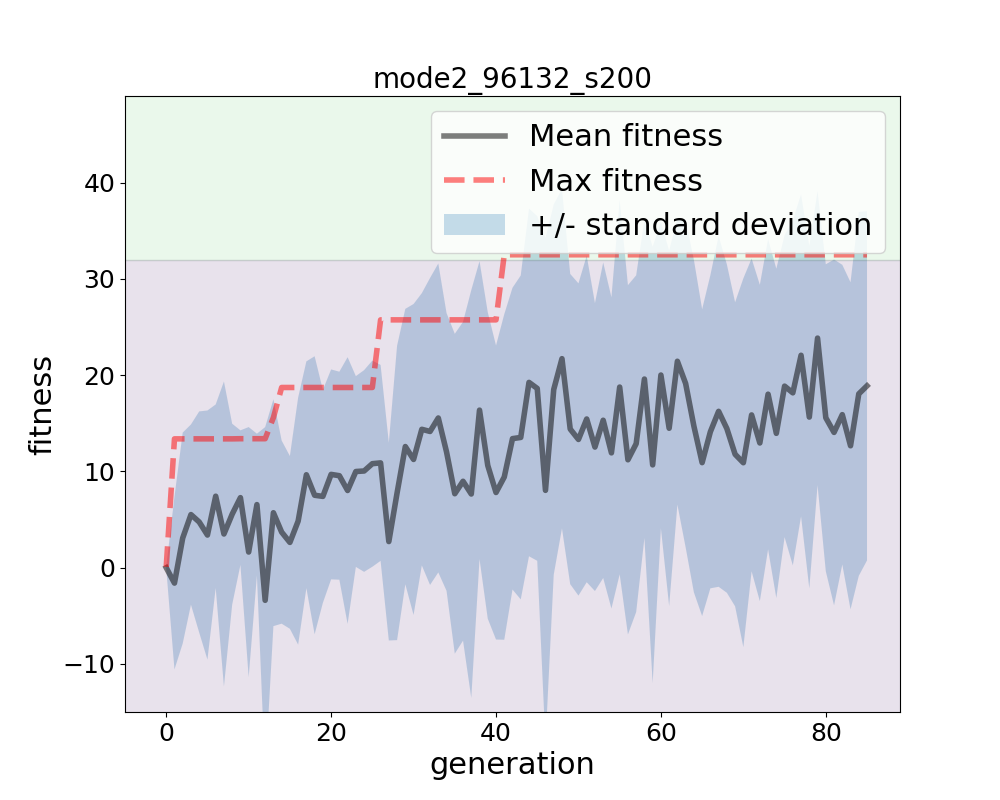 mode2_96132_s200
Mean fitness
Max fitness
+/- standard deviation
40
30
20
10
0
−10
fitness
0 20 40 60 80
generation